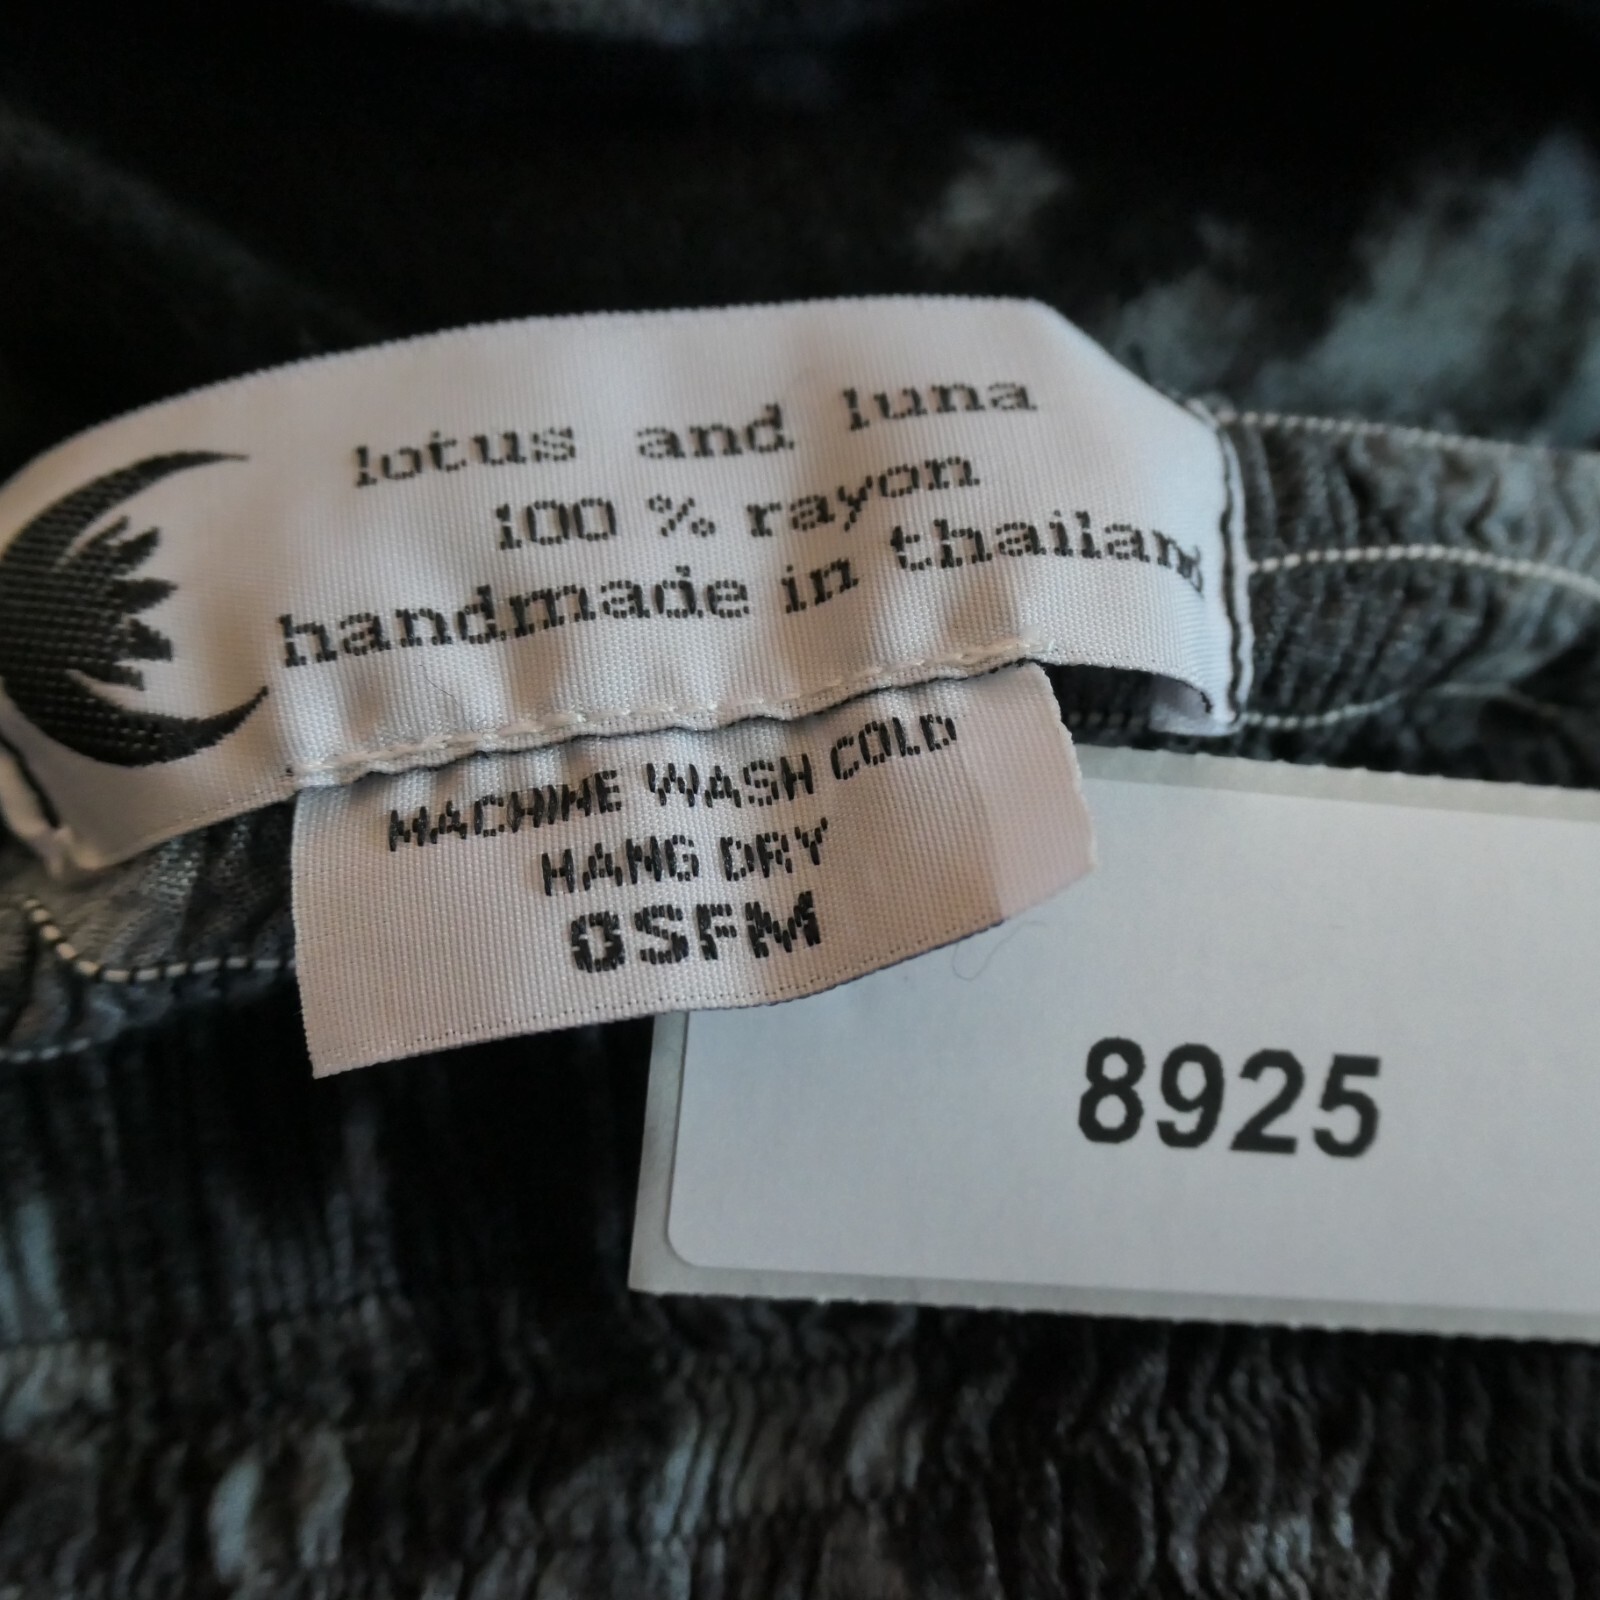 lotus and luna
100 % rayon
handmade in thailand
MACHINE WASH COLD
HANG DRY
OSFM
8925